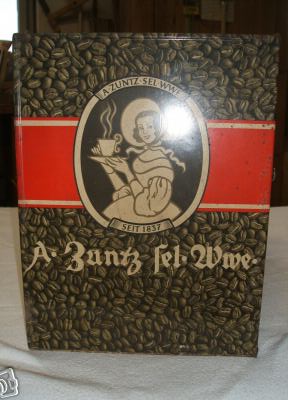 A·ZUNTZ·SEL·WWE·
SEIT 1837
A· Zuntz sel· Wwe·